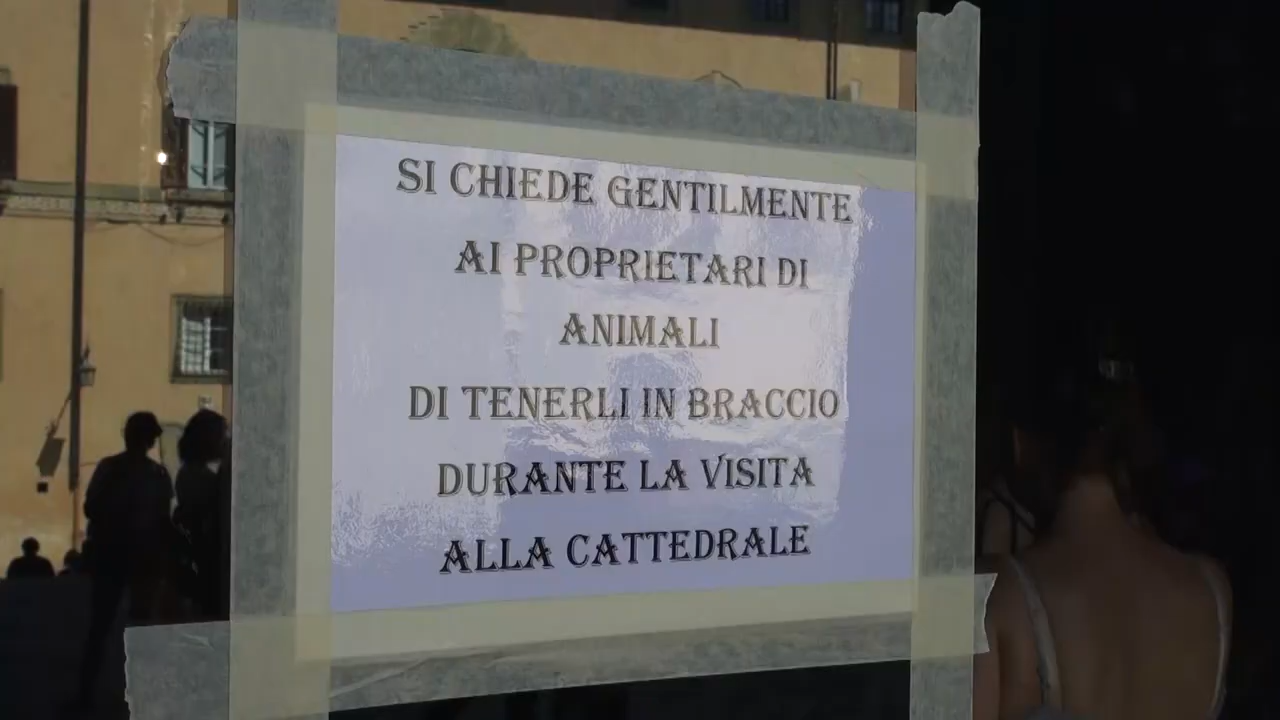 SI CHIEDE GENTILMENTE
AI PROPRIETARI DI
ANIMALI
DI TENERLI IN BRACCIO
DURANTE LA VISITA
ALLA CATTEDRALE